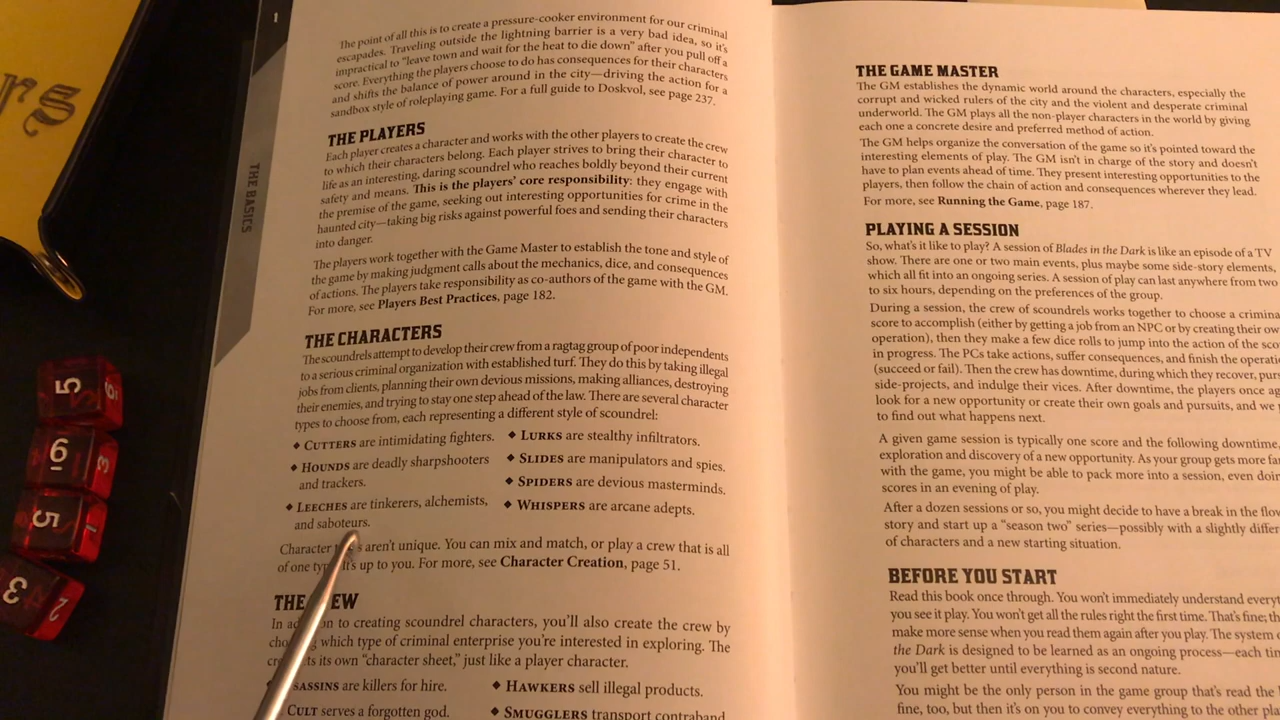 rs
1
THE BASICS
The point of all this is to create a pressure-cooker environment for our criminal
escapades. Traveling outside the lightning barrier is a very bad idea, so it's
impractical to "leave town and wait for the heat to die down" after you pull off a
score. Everything the players choose to do has consequences for their characters
and shifts the balance of power around in the city—driving the action for a
sandbox style of roleplaying game. For a full guide to Doskvol, see page 237.
THE PLAYERS
Each player creates a character and works with the other players to create the crew
to which their characters belong. Each player strives to bring their character to
life as an interesting, daring scoundrel who reaches boldly beyond their current
safety and means. This is the players' core responsibility: they engage with
the premise of the game, seeking out interesting opportunities for crime in the
haunted city—taking big risks against powerful foes and sending their characters
into danger.
The players work together with the Game Master to establish the tone and style of
the game by making judgment calls about the mechanics, dice, and consequences
of actions. The players take responsibility as co-authors of the game with the GM.
For more, see Players Best Practices, page 182.
THE CHARACTERS
The scoundrels attempt to develop their crew from a ragtag group of poor independents
to a serious criminal organization with established turf. They do this by taking illegal
jobs from clients, planning their own devious missions, making alliances, destroying
their enemies, and trying to stay one step ahead of the law. There are several character
types to choose from, each representing a different style of scoundrel:
❖ CUTTERS are intimidating fighters.
❖ HOUNDS are deadly sharpshooters
and trackers.
❖ LEECHES are tinkerers, alchemists,
and saboteurs.
❖ LURKS are stealthy infiltrators.
❖ SLIDES are manipulators and spies.
❖ SPIDERS are devious masterminds.
❖ WHISPERS are arcane adepts.
Character aren't unique. You can mix and match, or play a crew that is all
of one It's up to you. For more, see Character Creation, page 51.
THE
In to creating scoundrel characters, you'll also create the crew by
which type of criminal enterprise you're interested in exploring. The
its own "character sheet," just like a player character.
are killers for hire.
CULT serves a forgotten god.
❖ HAWKERS sell illegal products.
❖ SMUGGLERS transport contraband
THE GAME MASTER
The GM establishes the dynamic world around the characters, especially the
corrupt and wicked rulers of the city and the violent and desperate criminal
underworld. The GM plays all the non-player characters in the world by giving
each one a concrete desire and preferred method of action.
The GM helps organize the conversation of the game so it's pointed toward the
interesting elements of play. The GM isn't in charge of the story and doesn't
have to plan events ahead of time. They present interesting opportunities to the
players, then follow the chain of action and consequences wherever they lead.
For more, see Running the Game, page 187.
PLAYING A SESSION
So, what's it like to play? A session of Blades in the Dark is like an episode of a TV
show. There are one or two main events, plus maybe some side-story elements,
which all fit into an ongoing series. A session of play can last anywhere from two
to six hours, depending on the preferences of the group.
During a session, the crew of scoundrels works together to choose a crimina
score to accomplish (either by getting a job from an NPC or by creating their ow
operation), then they make a few dice rolls to jump into the action of the sco
in progress. The PCs take actions, suffer consequences, and finish the operati
(succeed or fail). Then the crew has downtime, during which they recover, purs
side-projects, and indulge their vices. After downtime, the players once ag
look for a new opportunity or create their own goals and pursuits, and we
to find out what happens next.
A given game session is typically one score and the following downtime,
exploration and discovery of a new opportunity. As your group gets more fa
with the game, you might be able to pack more into a session, even doin
scores in an evening of play.
After a dozen sessions or so, you might decide to have a break in the flow
story and start up a "season two" series—possibly with a slightly differ
of characters and a new starting situation.
BEFORE YOU START
Read this book once through. You won't immediately understand everyt
you see it play. You won't get all the rules right the first time. That's fine; th
make more sense when you read them again after you play. The system
the Dark is designed to be learned as an ongoing process—each tin
you'll get better until everything is second nature.
You might be the only person in the game group that's read the
fine, too, but then it's on you to convey everything to the other pla
5
6
9
3
5
1
3
2